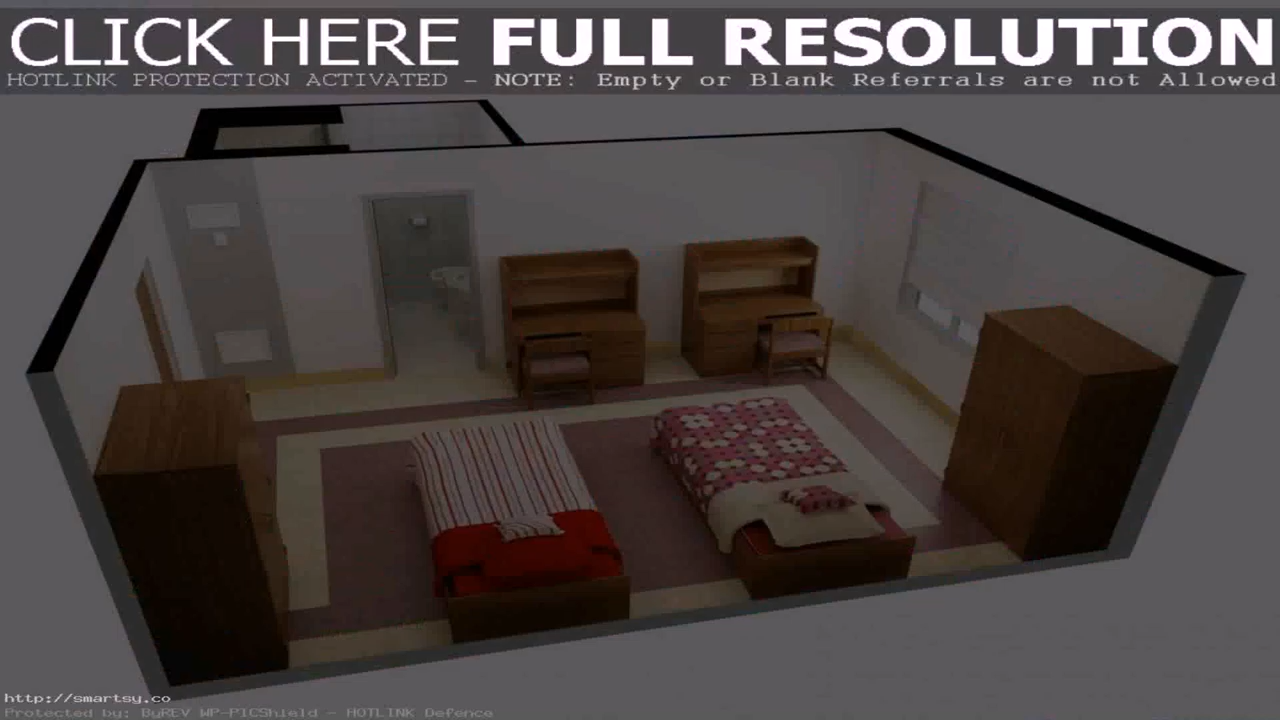 CLICK HERE FULL RESOLUTION
HOTLINK PROTECTION ACTIVATED - NOTE: Empty or Blank Referrals are not Allowed
http://smartsy.co
Protected by: ByREV WP-PICShield - HOTLINK Defence